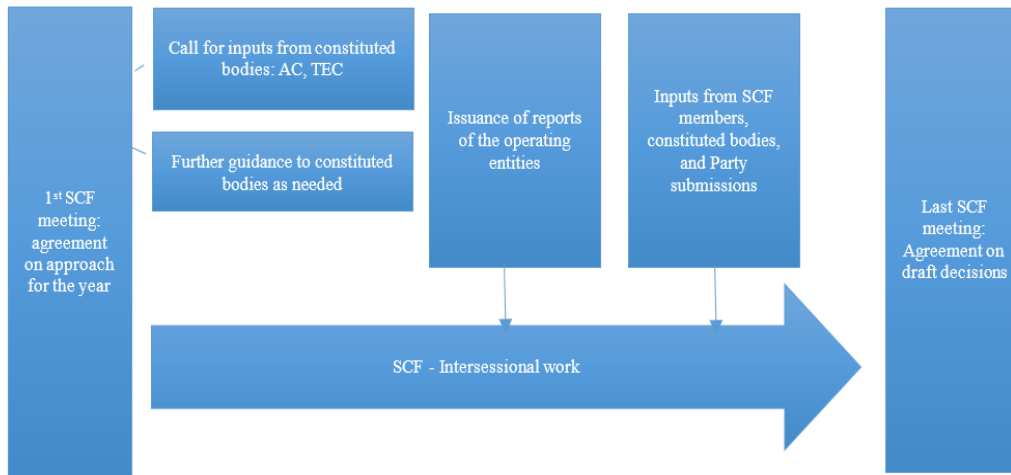 1st SCF
meeting:
agreement
on approach
for the year
Call for inputs from constituted
bodies: AC, TEC
Further guidance to constituted
bodies as needed
Issuance of reports
of the operating
entities
Inputs from SCF
members,
constituted bodies,
and Party
submissions
SCF - Intersessional work
Last SCF
meeting:
Agreement on
draft decisions